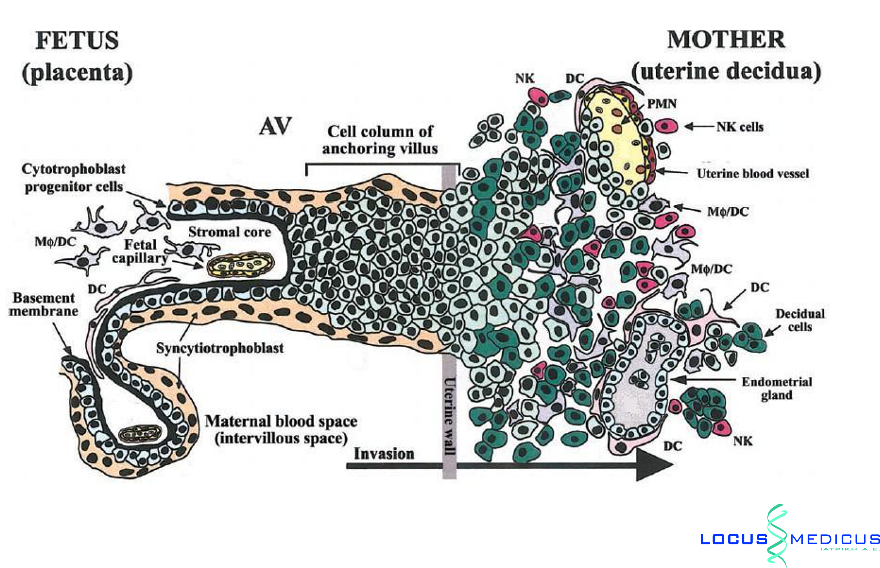 FETUS
(placenta)
MOTHER
(uterine decidua)
AV
Cell column of
anchoring villus
NK
DC
PMN
NK cells
Uterine blood vessel
Mϕ/DC
Mϕ/DC
DC
Decidual
cells
Endometrial
gland
NK
DC
Cytotrophoblast
progenitor cells
Mϕ/DC
Stromal core
Fetal
capillary
DC
Basement
membrane
Syncytiotrophoblast
Maternal blood space
(intervillous space)
Uterine wall
Invasion
LOCUS MEDICUS
ΙΑΤΡΙΚΗ Α.Ε.